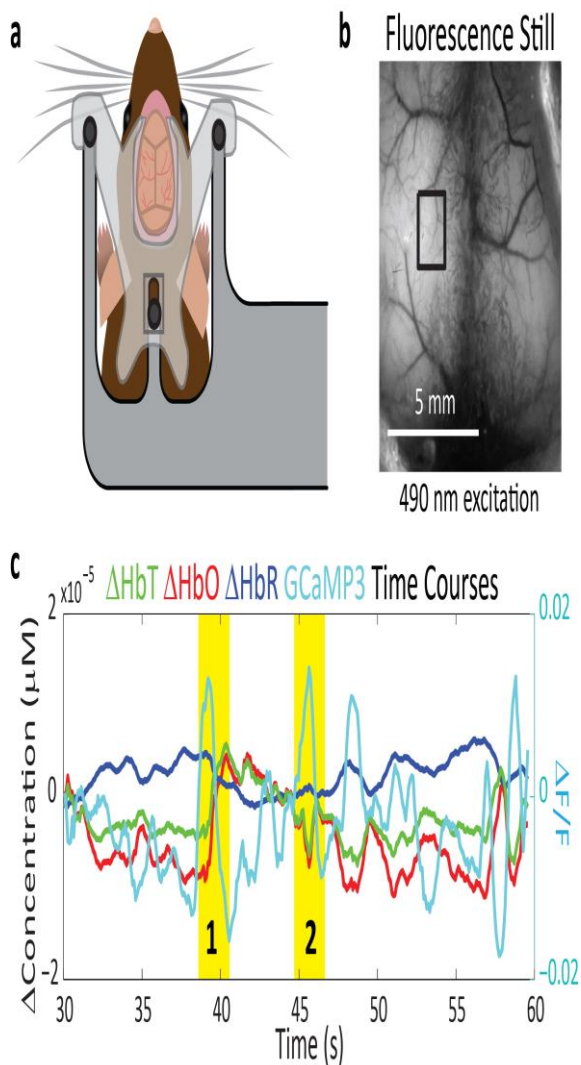 a
b
Fluorescence Still
5 mm
490 nm excitation
c
ΔHbT ΔHbO ΔHbR GCaMP3 Time Courses
×10⁻⁵
2
0
−2
ΔConcentration (μM)
0.02
0
−0.02
ΔF/F
1
2
30 35 40 45 50 55 60
Time (s)